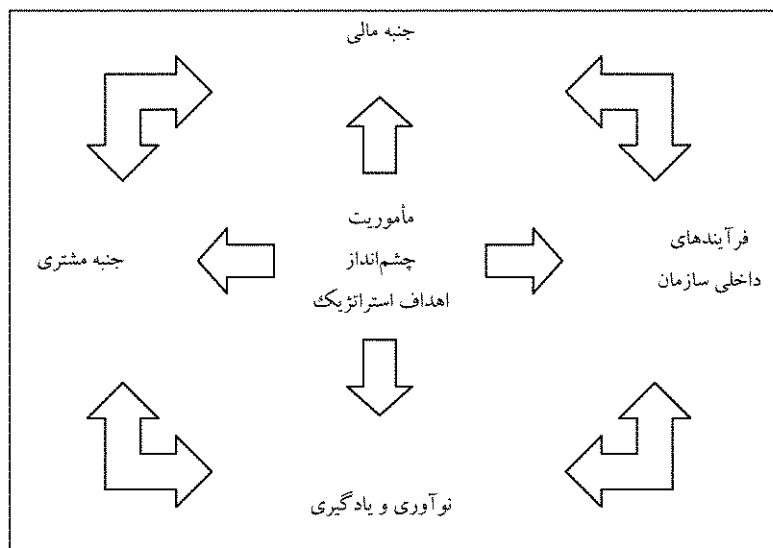 جنبه مالی
مأموریت
چشم‌انداز
اهداف استراتژیک
فرآیندهای
داخلی سازمان
جنبه مشتری
نوآوری و یادگیری